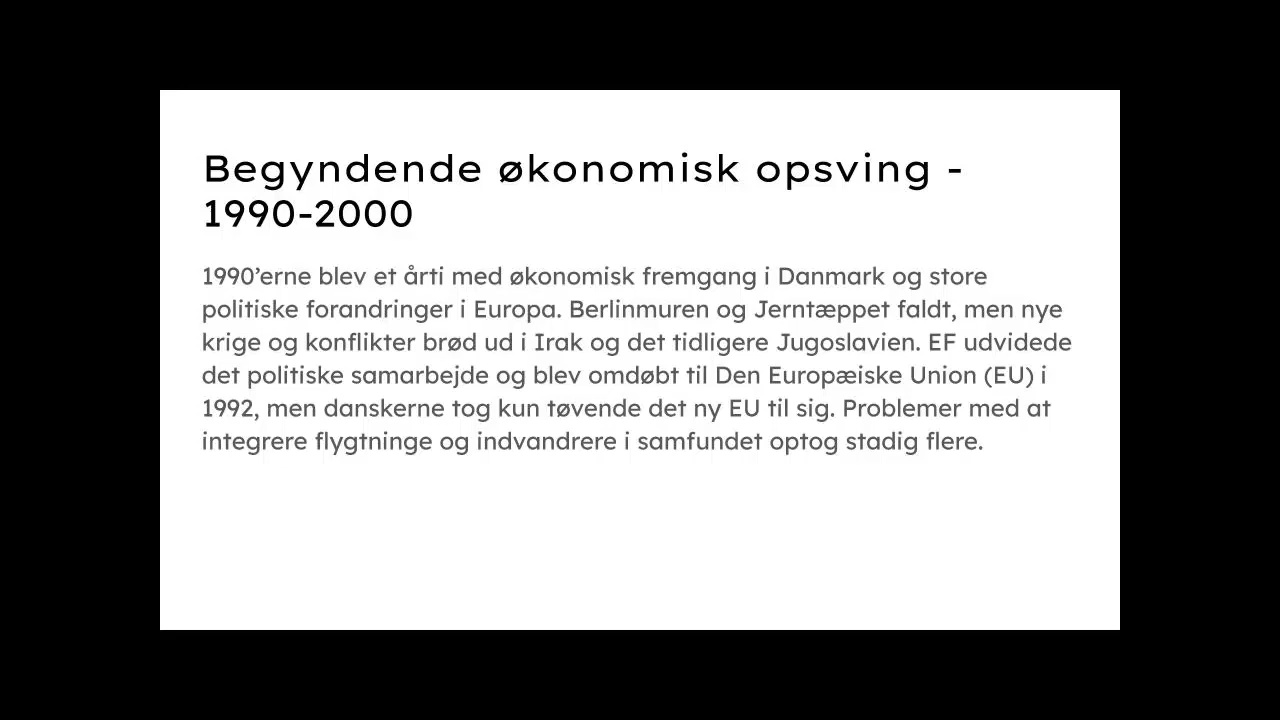 Begyndende økonomisk opsving -
1990-2000
1990’erne blev et årti med økonomisk fremgang i Danmark og store
politiske forandringer i Europa. Berlinmuren og Jerntæppet faldt, men nye
krige og konflikter brød ud i Irak og det tidligere Jugoslavien. EF udvidede
det politiske samarbejde og blev omdøbt til Den Europæiske Union (EU) i
1992, men danskerne tog kun tøvende det ny EU til sig. Problemer med at
integrere flygtninge og indvandrere i samfundet optog stadig flere.